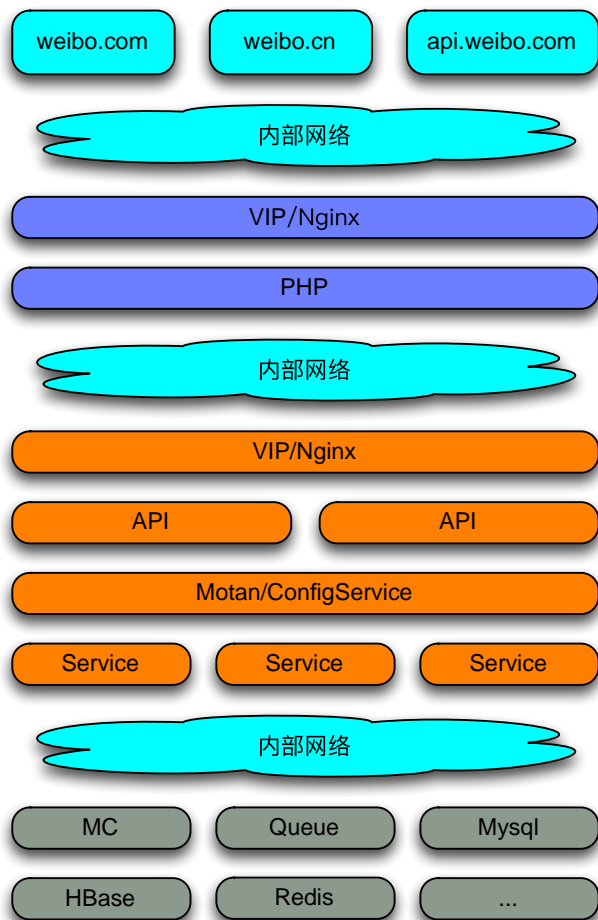 weibo.com
weibo.cn
api.weibo.com
内部网络
VIP/Nginx
PHP
内部网络
VIP/Nginx
API
API
Motan/ConfigService
Service
Service
Service
内部网络
MC
Queue
Mysql
HBase
Redis
...